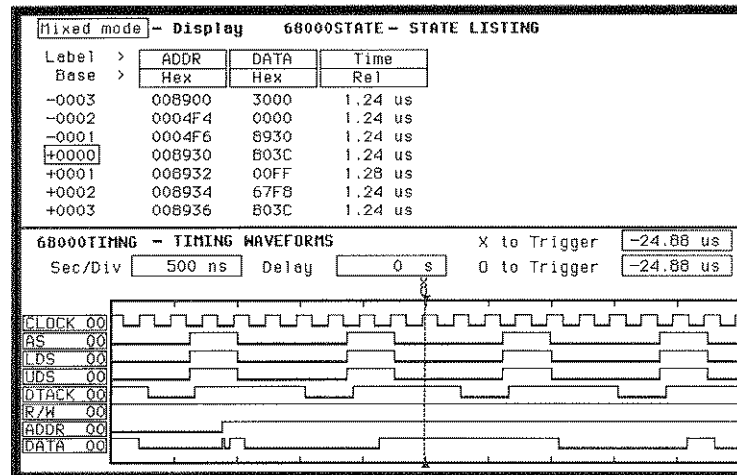 Mixed mode - Display 68000STATE - STATE LISTING
Label > ADDR DATA Time
Base > Hex Hex Rel
-0003 008900 3000 1.24 us
-0002 0004F4 0000 1.24 us
-0001 0004F6 8930 1.24 us
+0000 008930 B03C 1.24 us
+0001 008932 00FF 1.28 us
+0002 008934 67F8 1.24 us
+0003 008936 B03C 1.24 us
68000TIMNG - TIMING WAVEFORMS X to Trigger -24.88 us
Sec/Div 500 ns Delay 0 s O to Trigger -24.88 us
X
O
CLOCK 00
AS 00
LDS 00
UDS 00
DTACK 00
R/W 00
ADDR 00
DATA 00